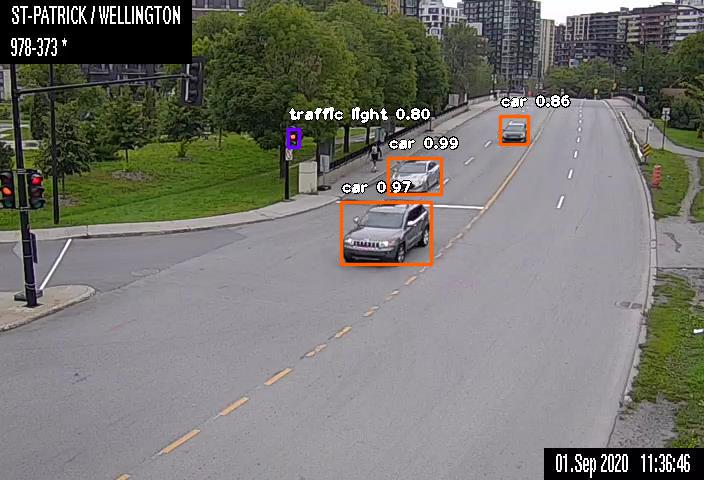 ST-PATRICK / WELLINGTON
978-373 *
traffic light 0.80
car 0.86
car 0.99
car 0.97
01.Sep 2020 11:36:46